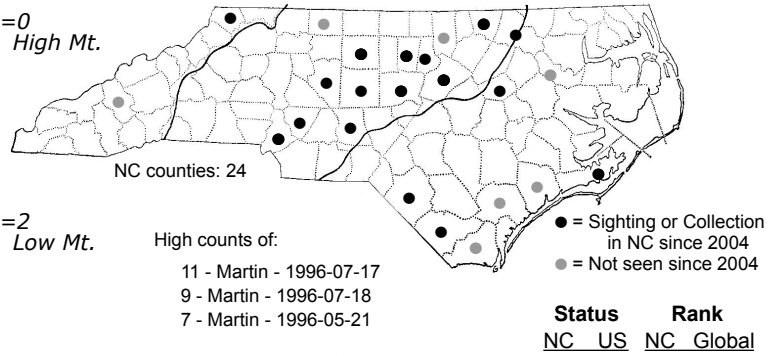 =0
High Mt.
NC counties: 24
=2
Low Mt.
High counts of:
11 - Martin - 1996-07-17
9 - Martin - 1996-07-18
7 - Martin - 1996-05-21
= Sighting or Collection
in NC since 2004
= Not seen since 2004
Status Rank
NC US NC Global